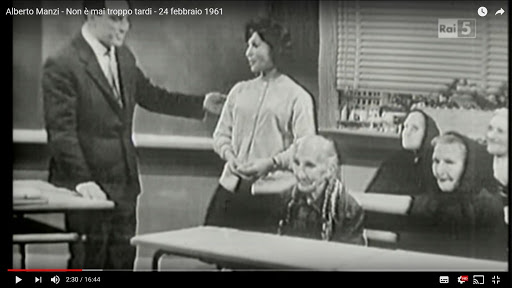 Alberto Manzi - Non è mai troppo tardi - 24 febbraio 1961
Rai 5
2:30 / 16:44